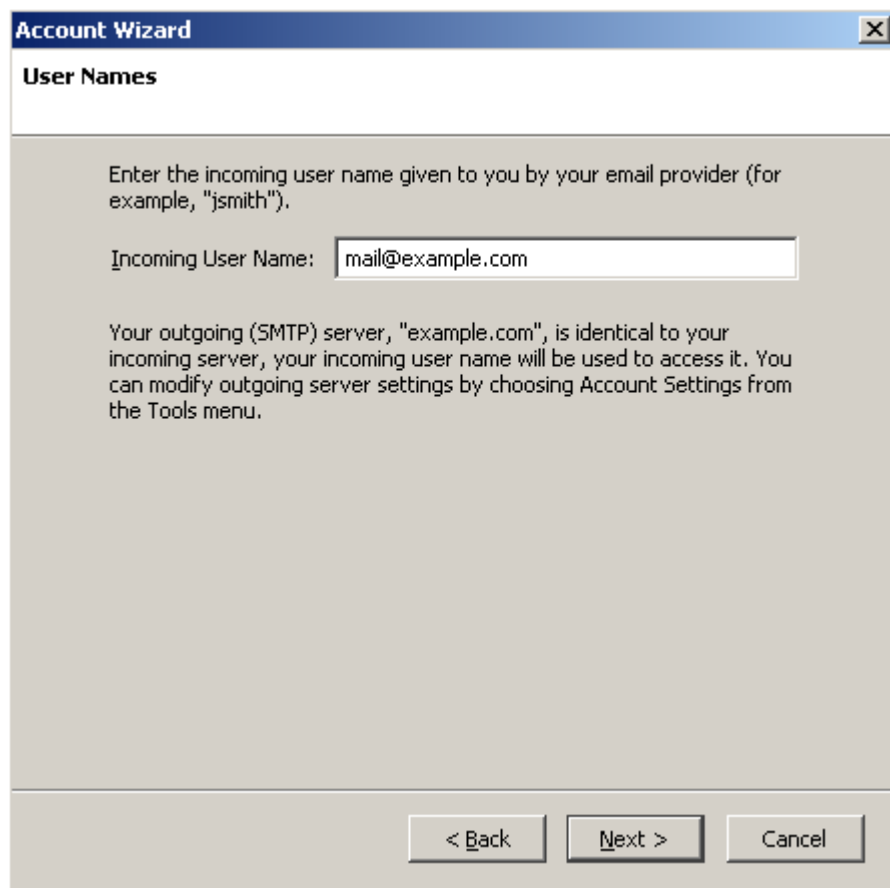 Account Wizard
User Names
Enter the incoming user name given to you by your email provider (for
example, "jsmith").
Incoming User Name: mail@example.com
Your outgoing (SMTP) server, "example.com", is identical to your
incoming server, your incoming user name will be used to access it. You
can modify outgoing server settings by choosing Account Settings from
the Tools menu.
< Back Next > Cancel